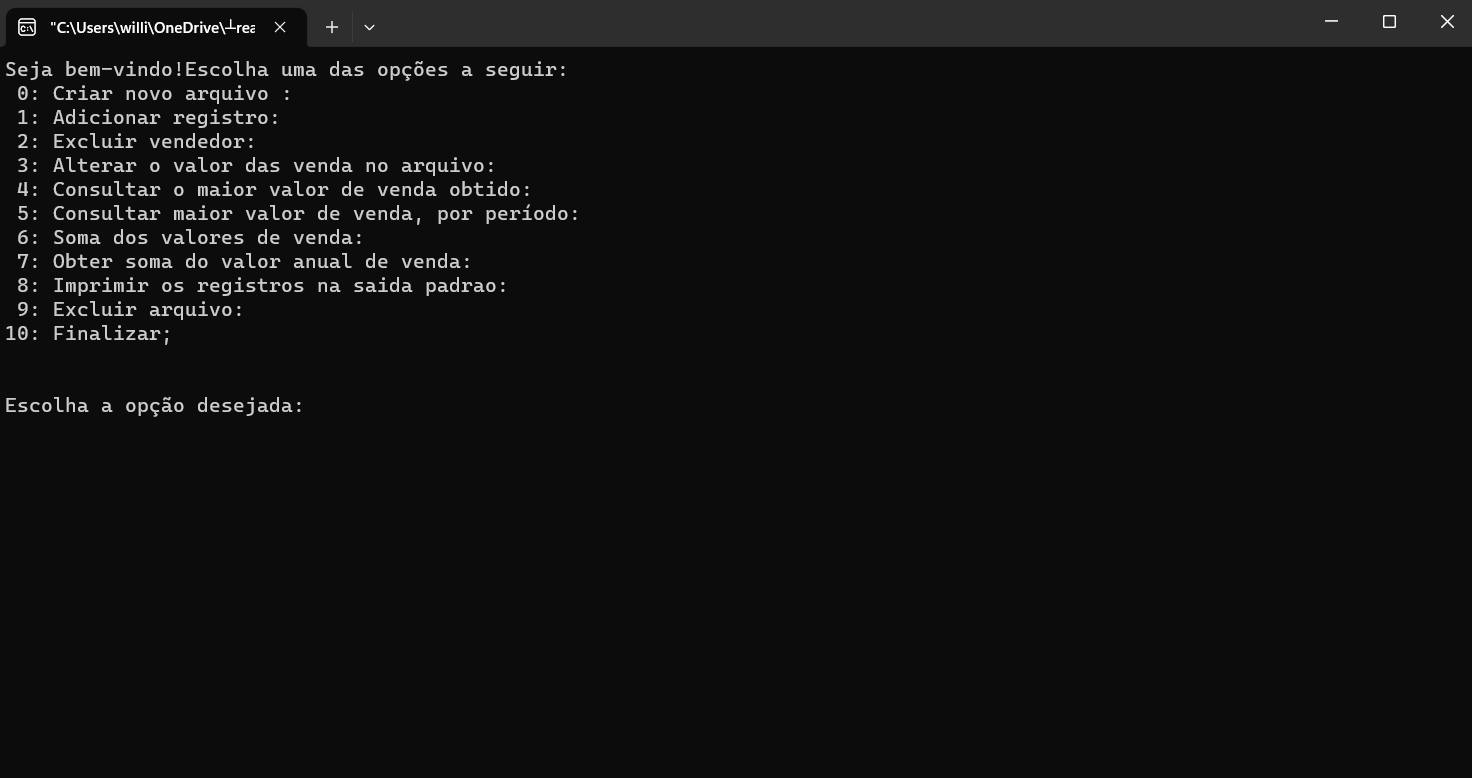 "C:\Users\willi\OneDrive\┴rea
Seja bem-vindo!Escolha uma das opções a seguir:
 0: Criar novo arquivo :
 1: Adicionar registro:
 2: Excluir vendedor:
 3: Alterar o valor das venda no arquivo:
 4: Consultar o maior valor de venda obtido:
 5: Consultar maior valor de venda, por período:
 6: Soma dos valores de venda:
 7: Obter soma do valor anual de venda:
 8: Imprimir os registros na saida padrao:
 9: Excluir arquivo:
10: Finalizar;
Escolha a opção desejada: